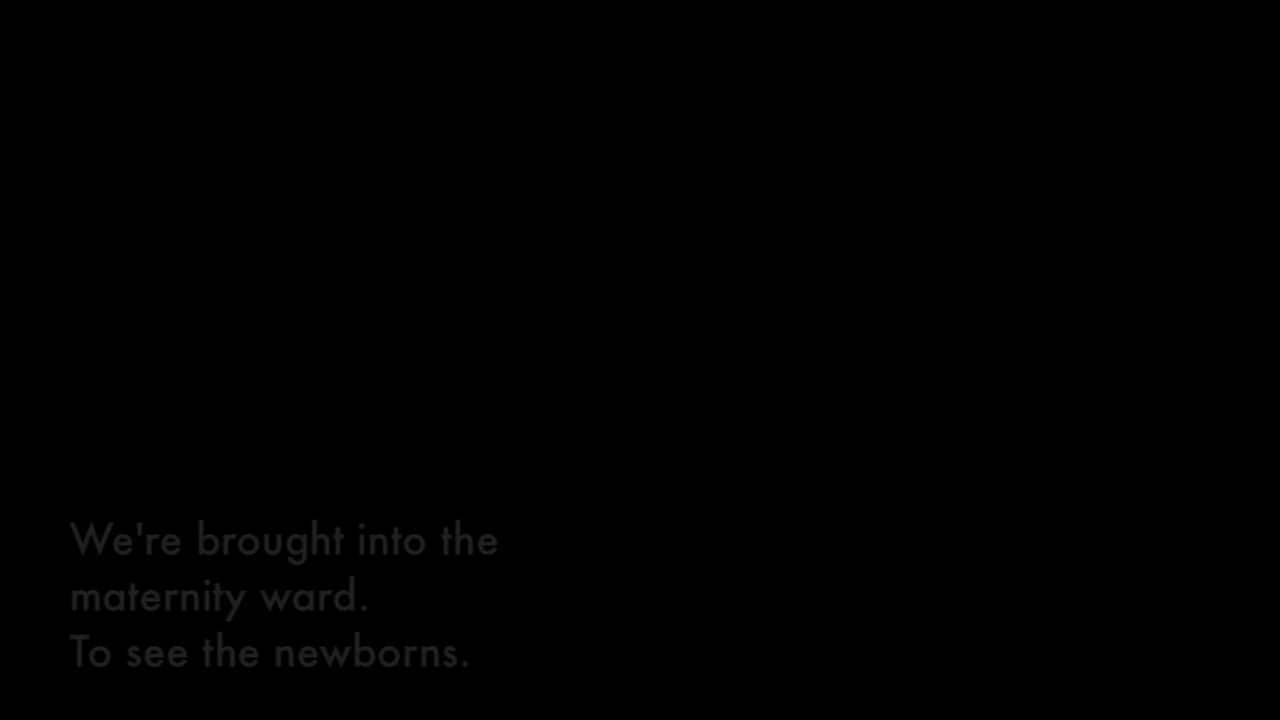 We're brought into the
maternity ward.
To see the newborns.